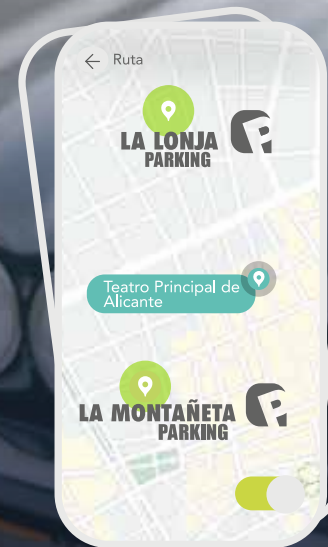 Ruta
LA LONJA
PARKING
P
Teatro Principal de
Alicante
LA MONTAÑETA
PARKING
P